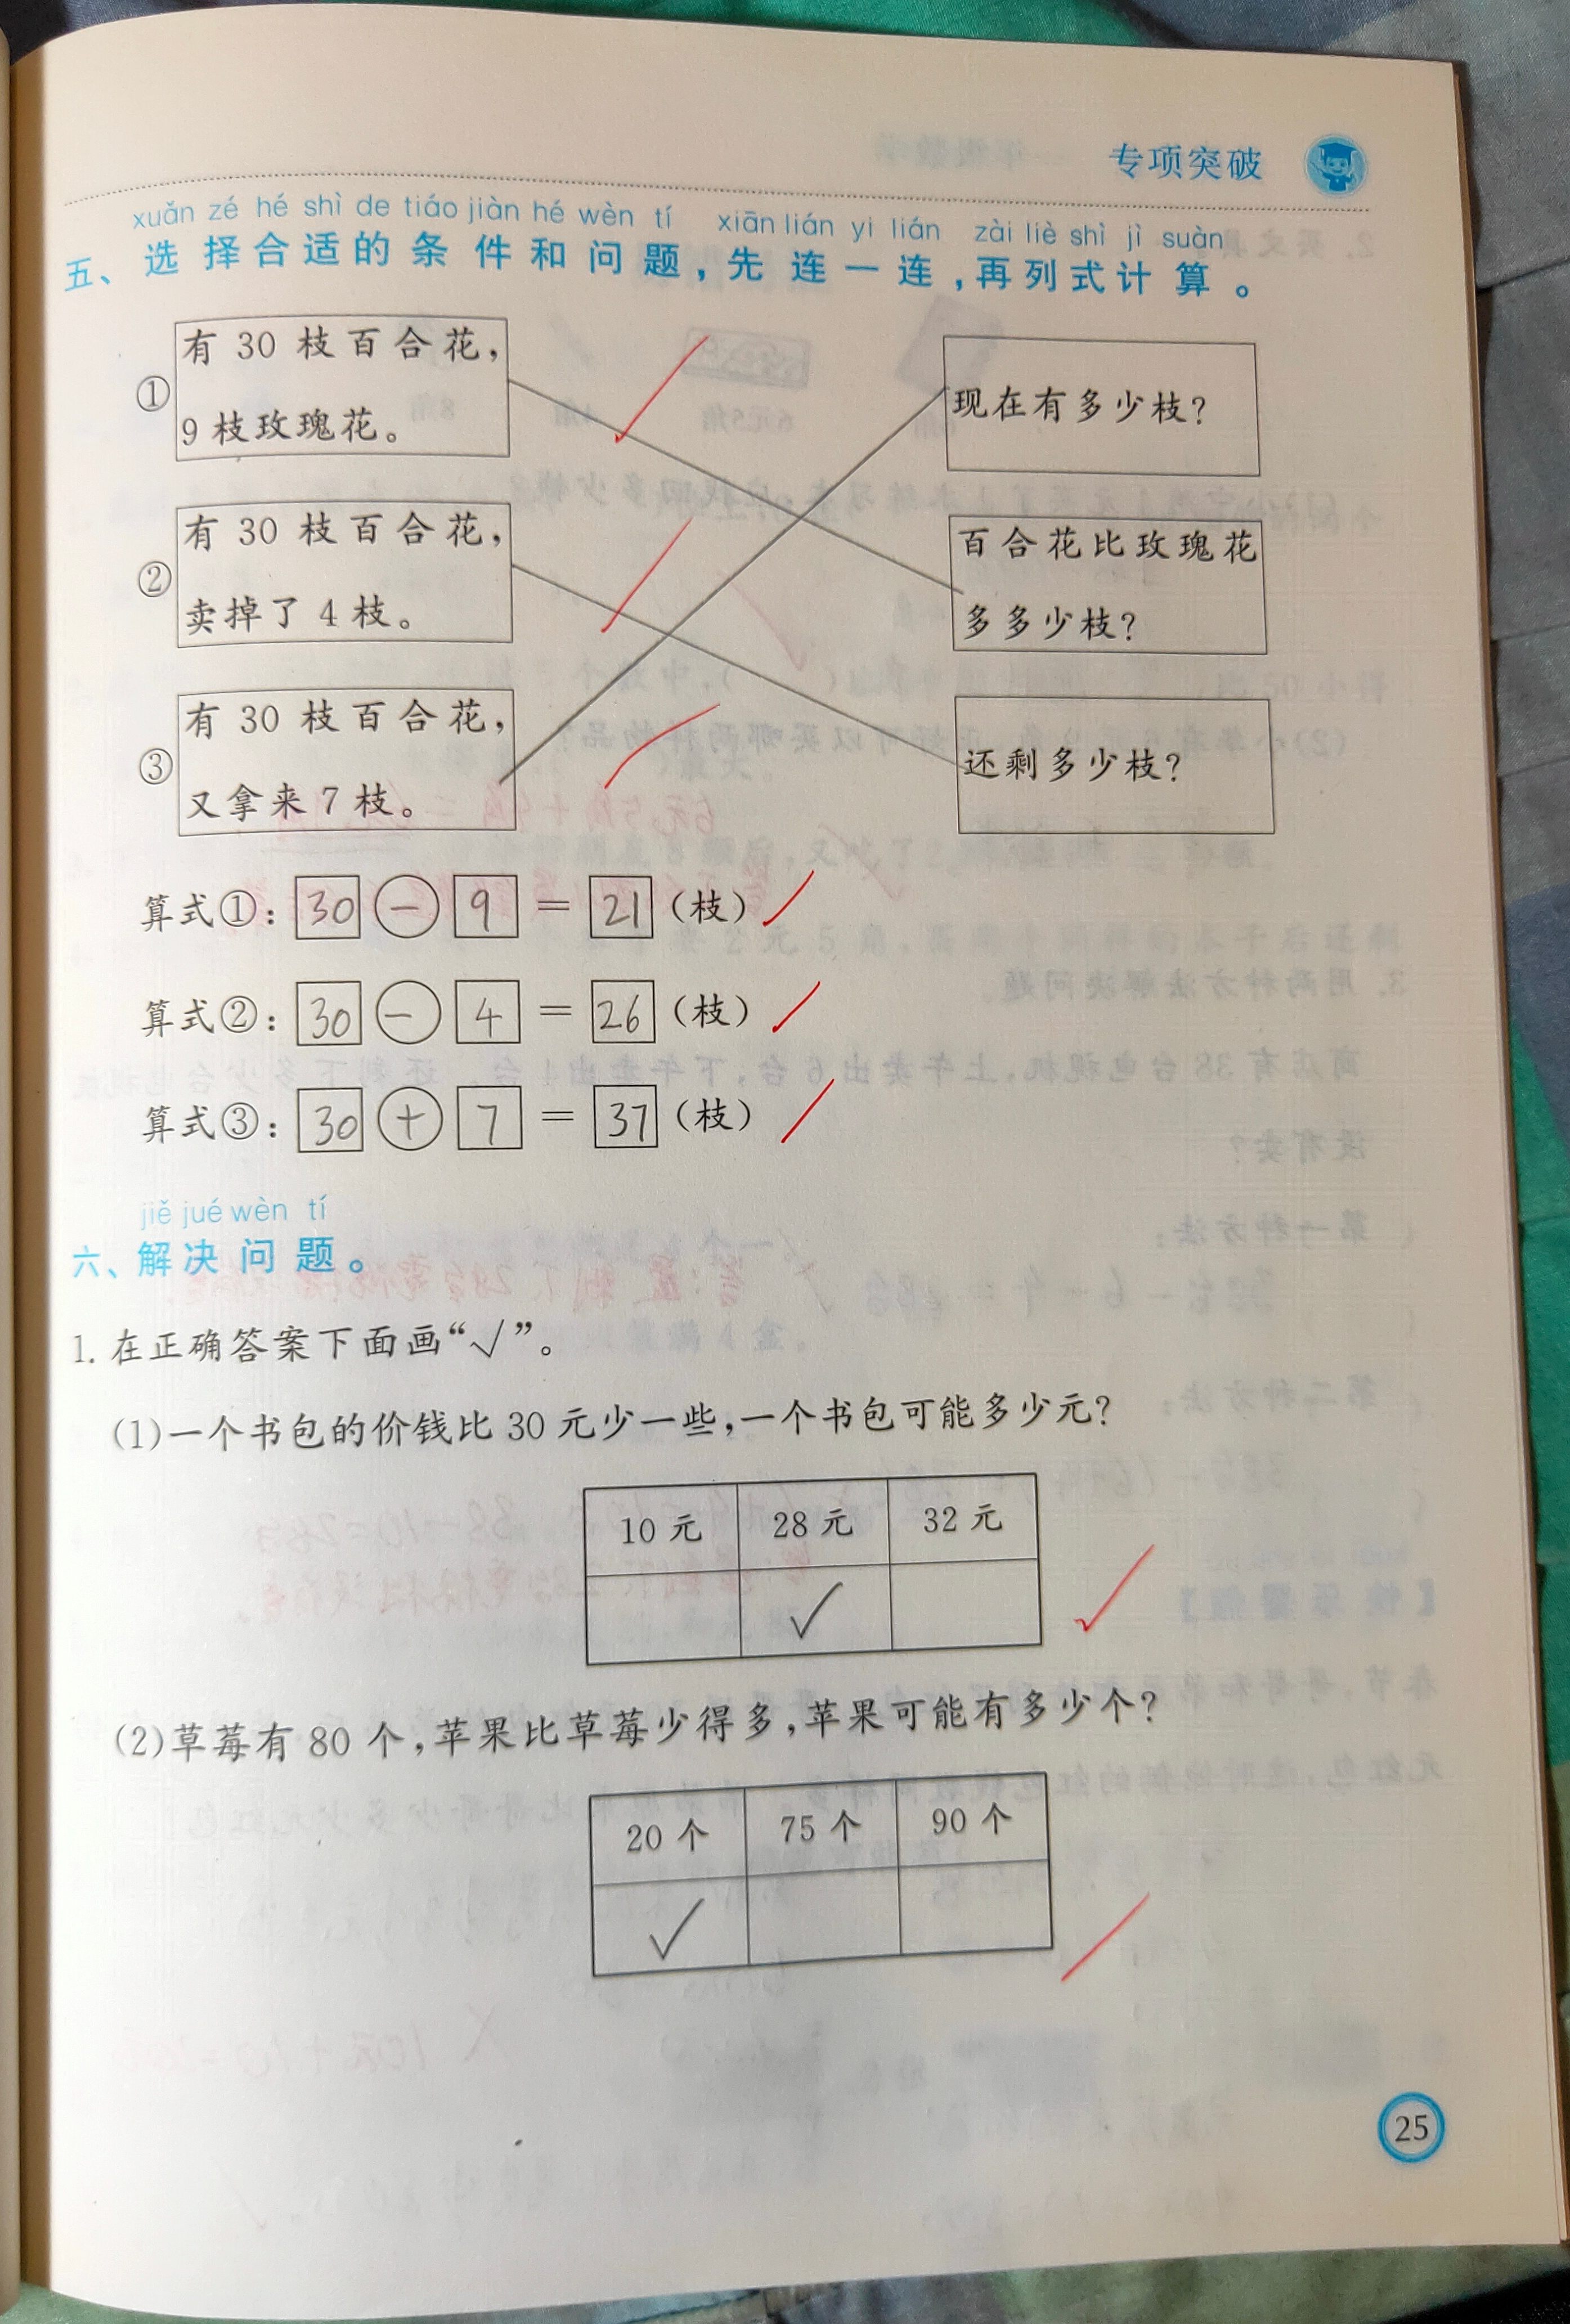 专项突破
xuǎn zé hé shì de tiáo jiàn hé wèn tí xiān lián yi lián zài liè shì jì suàn
五、选择合适的条件和问题,先连一连,再列式计算。
① 有30枝百合花,
9枝玫瑰花。
现在有多少枝?
② 有30枝百合花,
卖掉了4枝。
百合花比玫瑰花
多多少枝?
③ 有30枝百合花,
又拿来7枝。
还剩多少枝?
算式①: 30 - 9 = 21 (枝) ✓
算式②: 30 - 4 = 26 (枝) ✓
算式③: 30 + 7 = 37 (枝)
jiě jué wèn tí
六、解决问题。
1. 在正确答案下面画“√”。
(1)一个书包的价钱比30元少一些,一个书包可能多少元?
10元 28元 32元
✓
(2)草莓有80个,苹果比草莓少得多,苹果可能有多少个?
20个 75个 90个
✓
25